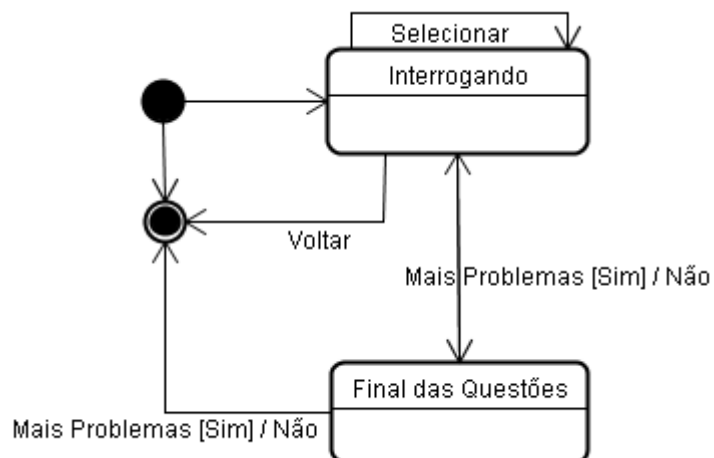 Selecionar
Interrogando
Voltar
Mais Problemas [Sim] / Não
Final das Questões
Mais Problemas [Sim] / Não